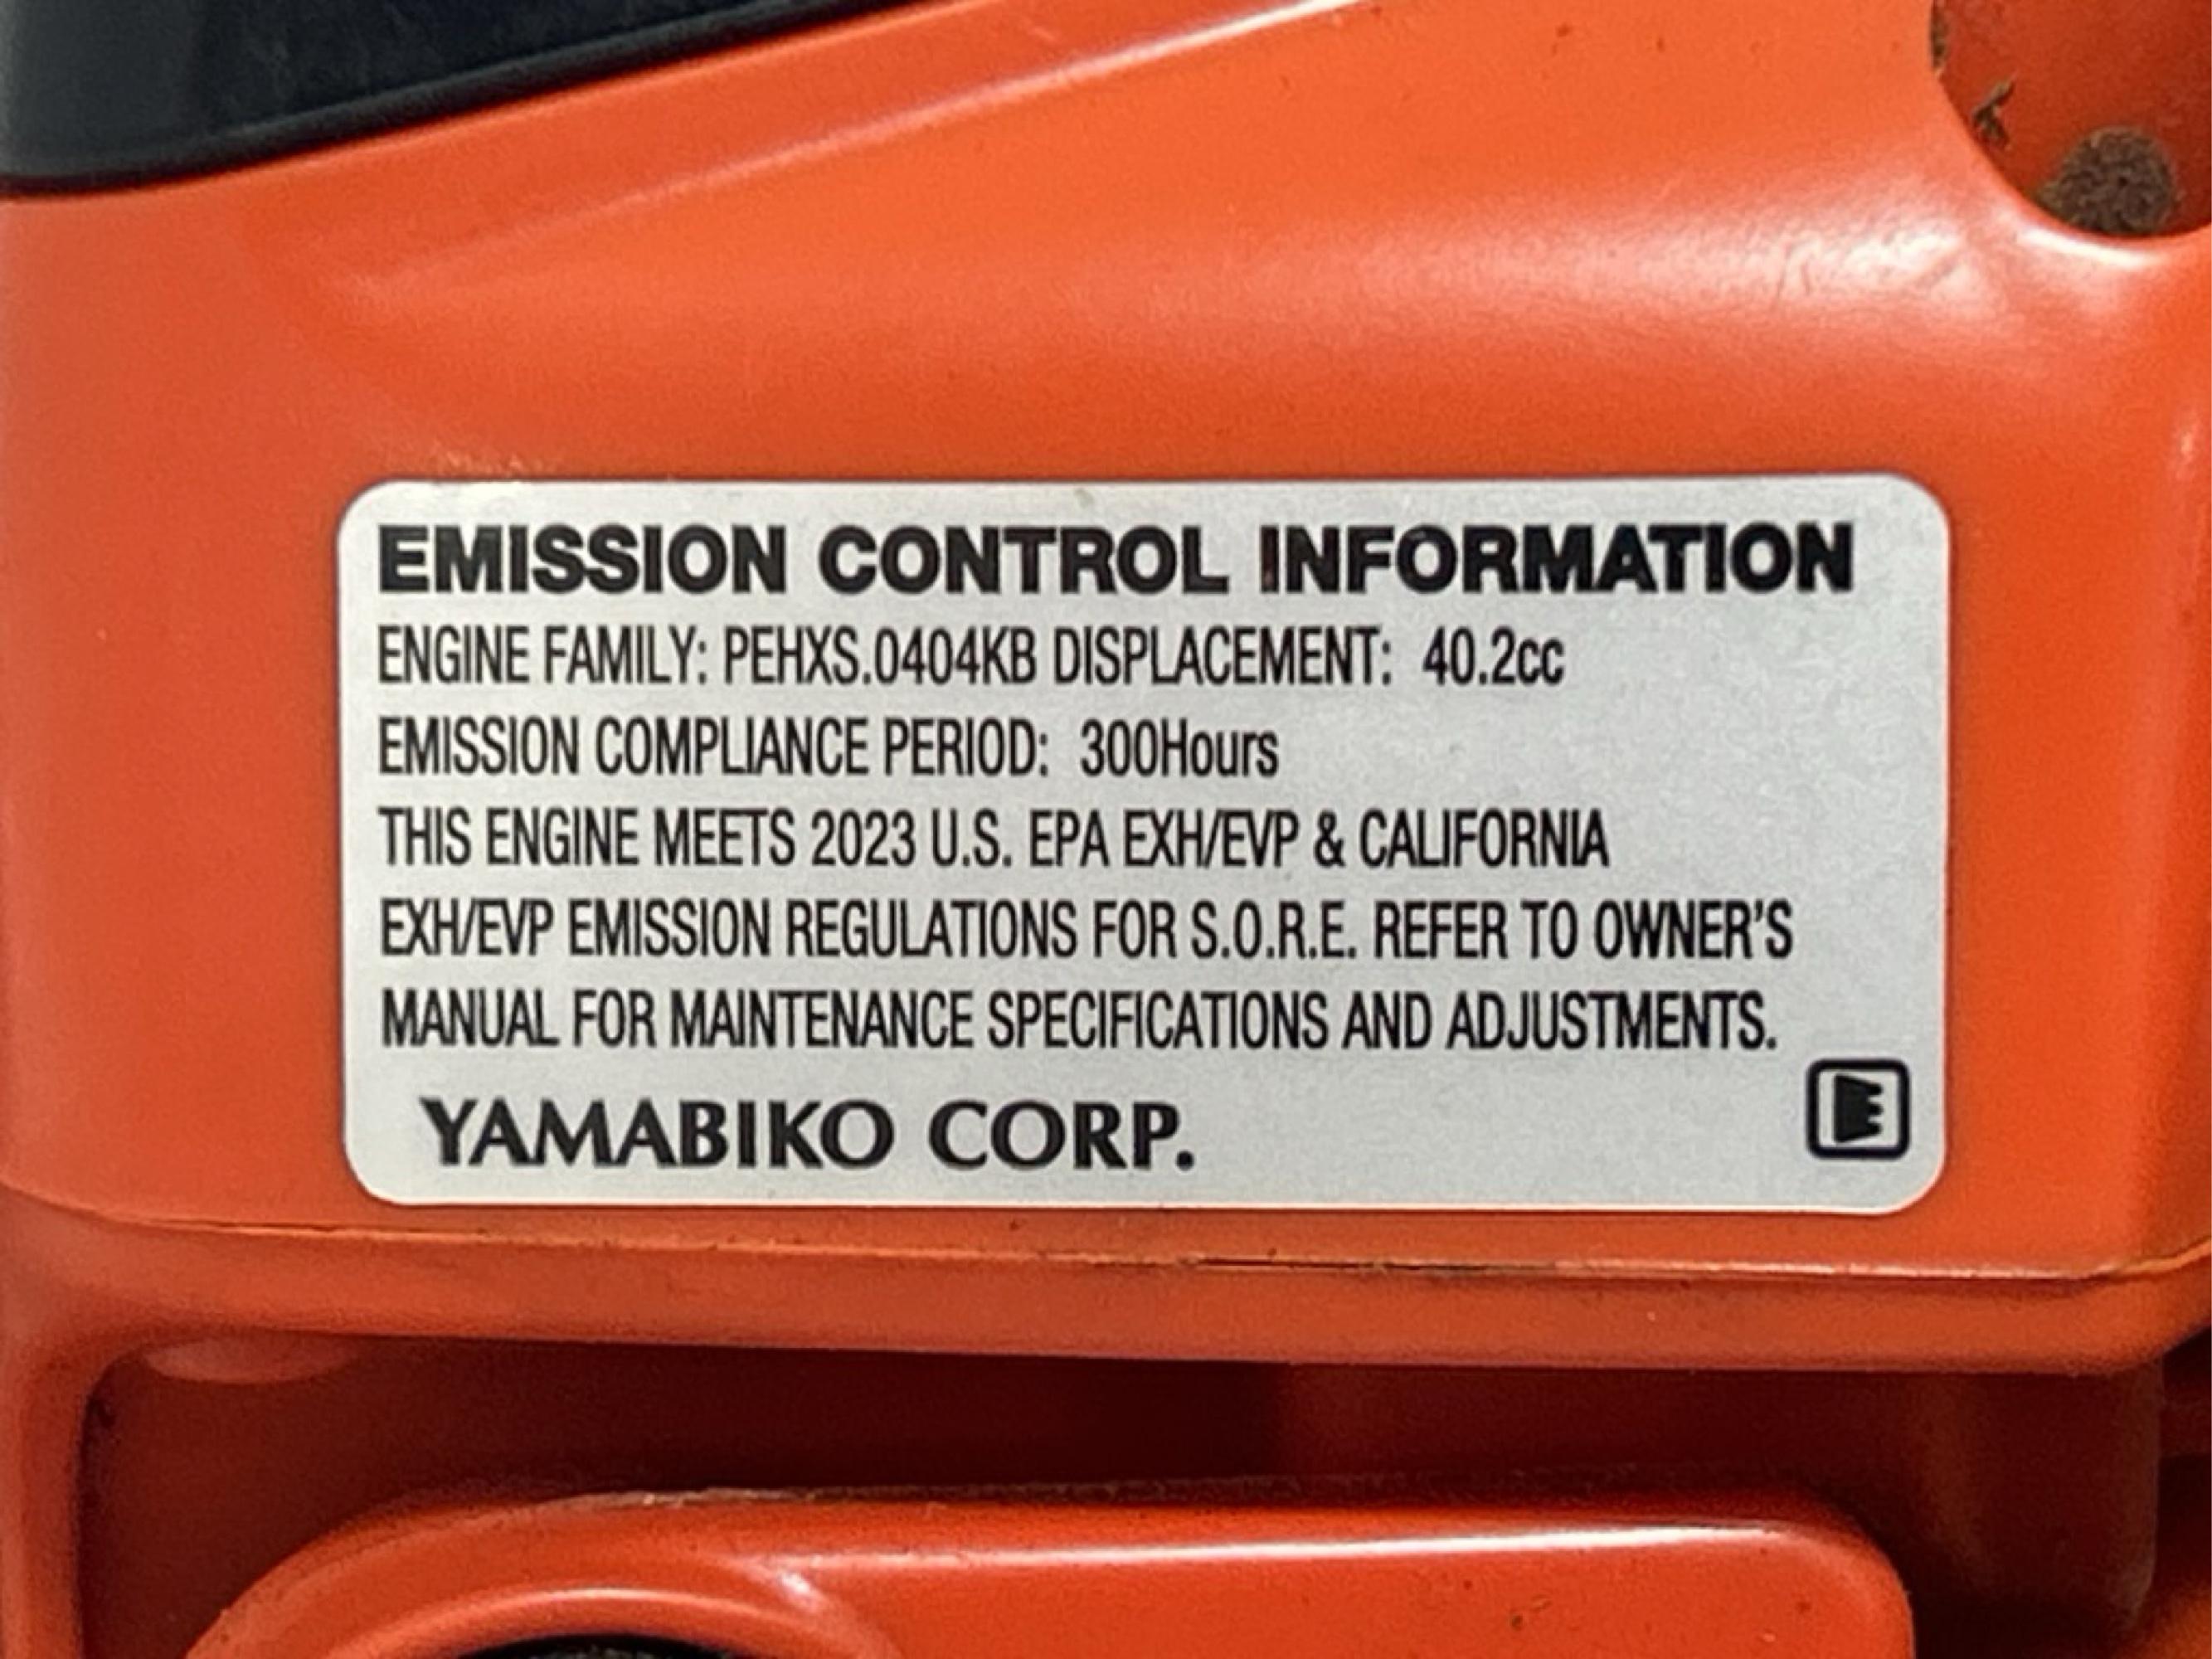 EMISSION CONTROL INFORMATION
ENGINE FAMILY: PEHXS.0404KB DISPLACEMENT: 40.2cc
EMISSION COMPLIANCE PERIOD: 300Hours
THIS ENGINE MEETS 2023 U.S. EPA EXH/EVP & CALIFORNIA
EXH/EVP EMISSION REGULATIONS FOR S.O.R.E. REFER TO OWNER'S
MANUAL FOR MAINTENANCE SPECIFICATIONS AND ADJUSTMENTS.
YAMABIKO CORP.